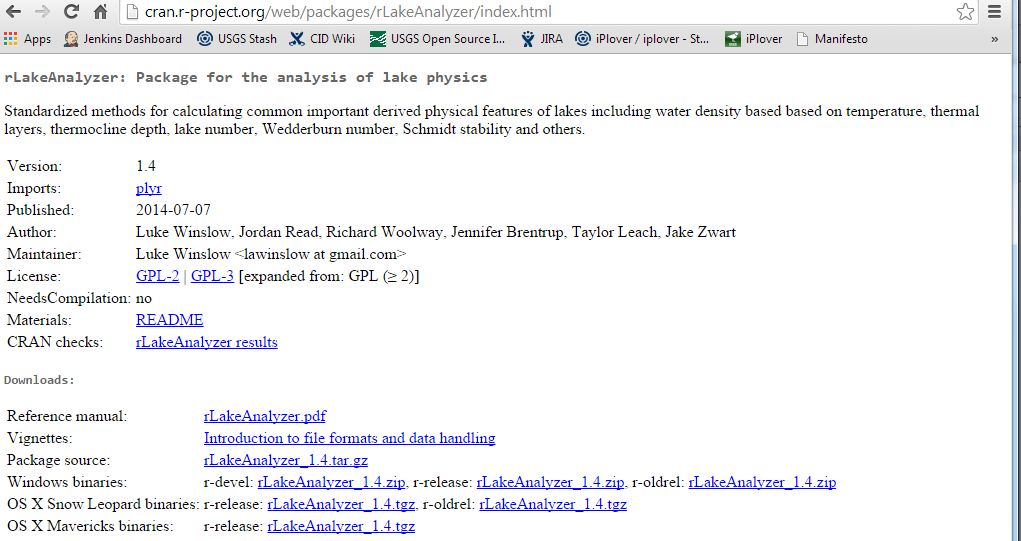 cran.r-project.org/web/packages/rLakeAnalyzer/index.html
Apps Jenkins Dashboard USGS Stash CID Wiki USGS Open Source I... JIRA iPlover / iplover - St... iPlover Manifesto »
rLakeAnalyzer: Package for the analysis of lake physics
Standardized methods for calculating common important derived physical features of lakes including water density based based on temperature, thermal
layers, thermocline depth, lake number, Wedderburn number, Schmidt stability and others.
Version: 1.4
Imports: plyr
Published: 2014-07-07
Author: Luke Winslow, Jordan Read, Richard Woolway, Jennifer Brentrup, Taylor Leach, Jake Zwart
Maintainer: Luke Winslow <lawinslow at gmail.com>
License: GPL-2 | GPL-3 [expanded from: GPL (≥ 2)]
NeedsCompilation: no
Materials: README
CRAN checks: rLakeAnalyzer results
Downloads:
Reference manual: rLakeAnalyzer.pdf
Vignettes: Introduction to file formats and data handling
Package source: rLakeAnalyzer_1.4.tar.gz
Windows binaries: r-devel: rLakeAnalyzer_1.4.zip, r-release: rLakeAnalyzer_1.4.zip, r-oldrel: rLakeAnalyzer_1.4.zip
OS X Snow Leopard binaries: r-release: rLakeAnalyzer_1.4.tgz, r-oldrel: rLakeAnalyzer_1.4.tgz
OS X Mavericks binaries: r-release: rLakeAnalyzer_1.4.tgz